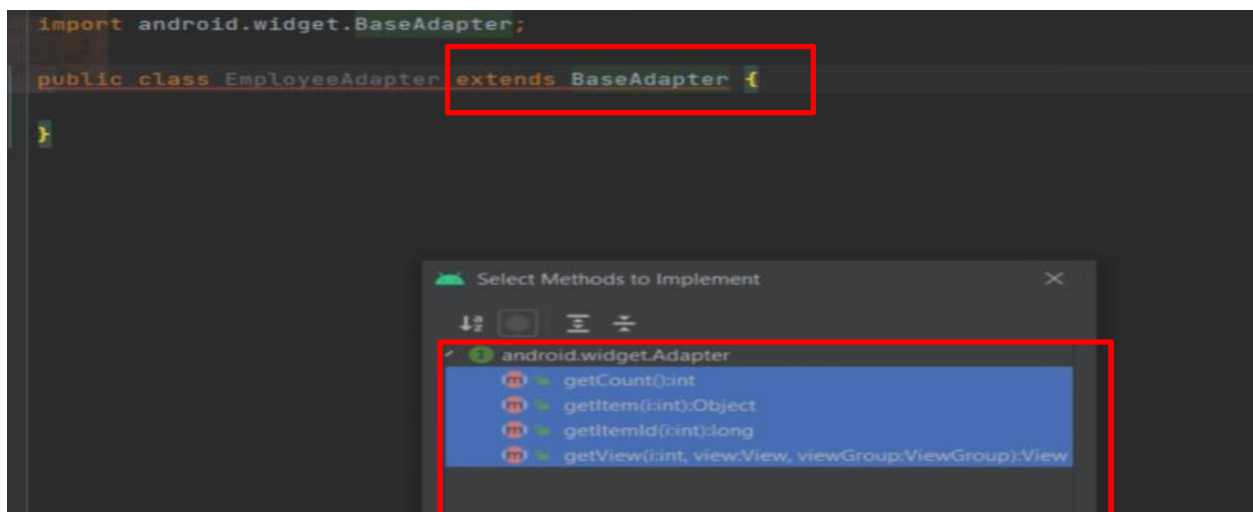 import android.widget.BaseAdapter;
public class EmployeeAdapter extends BaseAdapter {
}
Select Methods to Implement
android.widget.Adapter
getCount():int
getItem(i:int):Object
getItemId(i:int):long
getView(i:int, view:View, viewGroup:ViewGroup):View